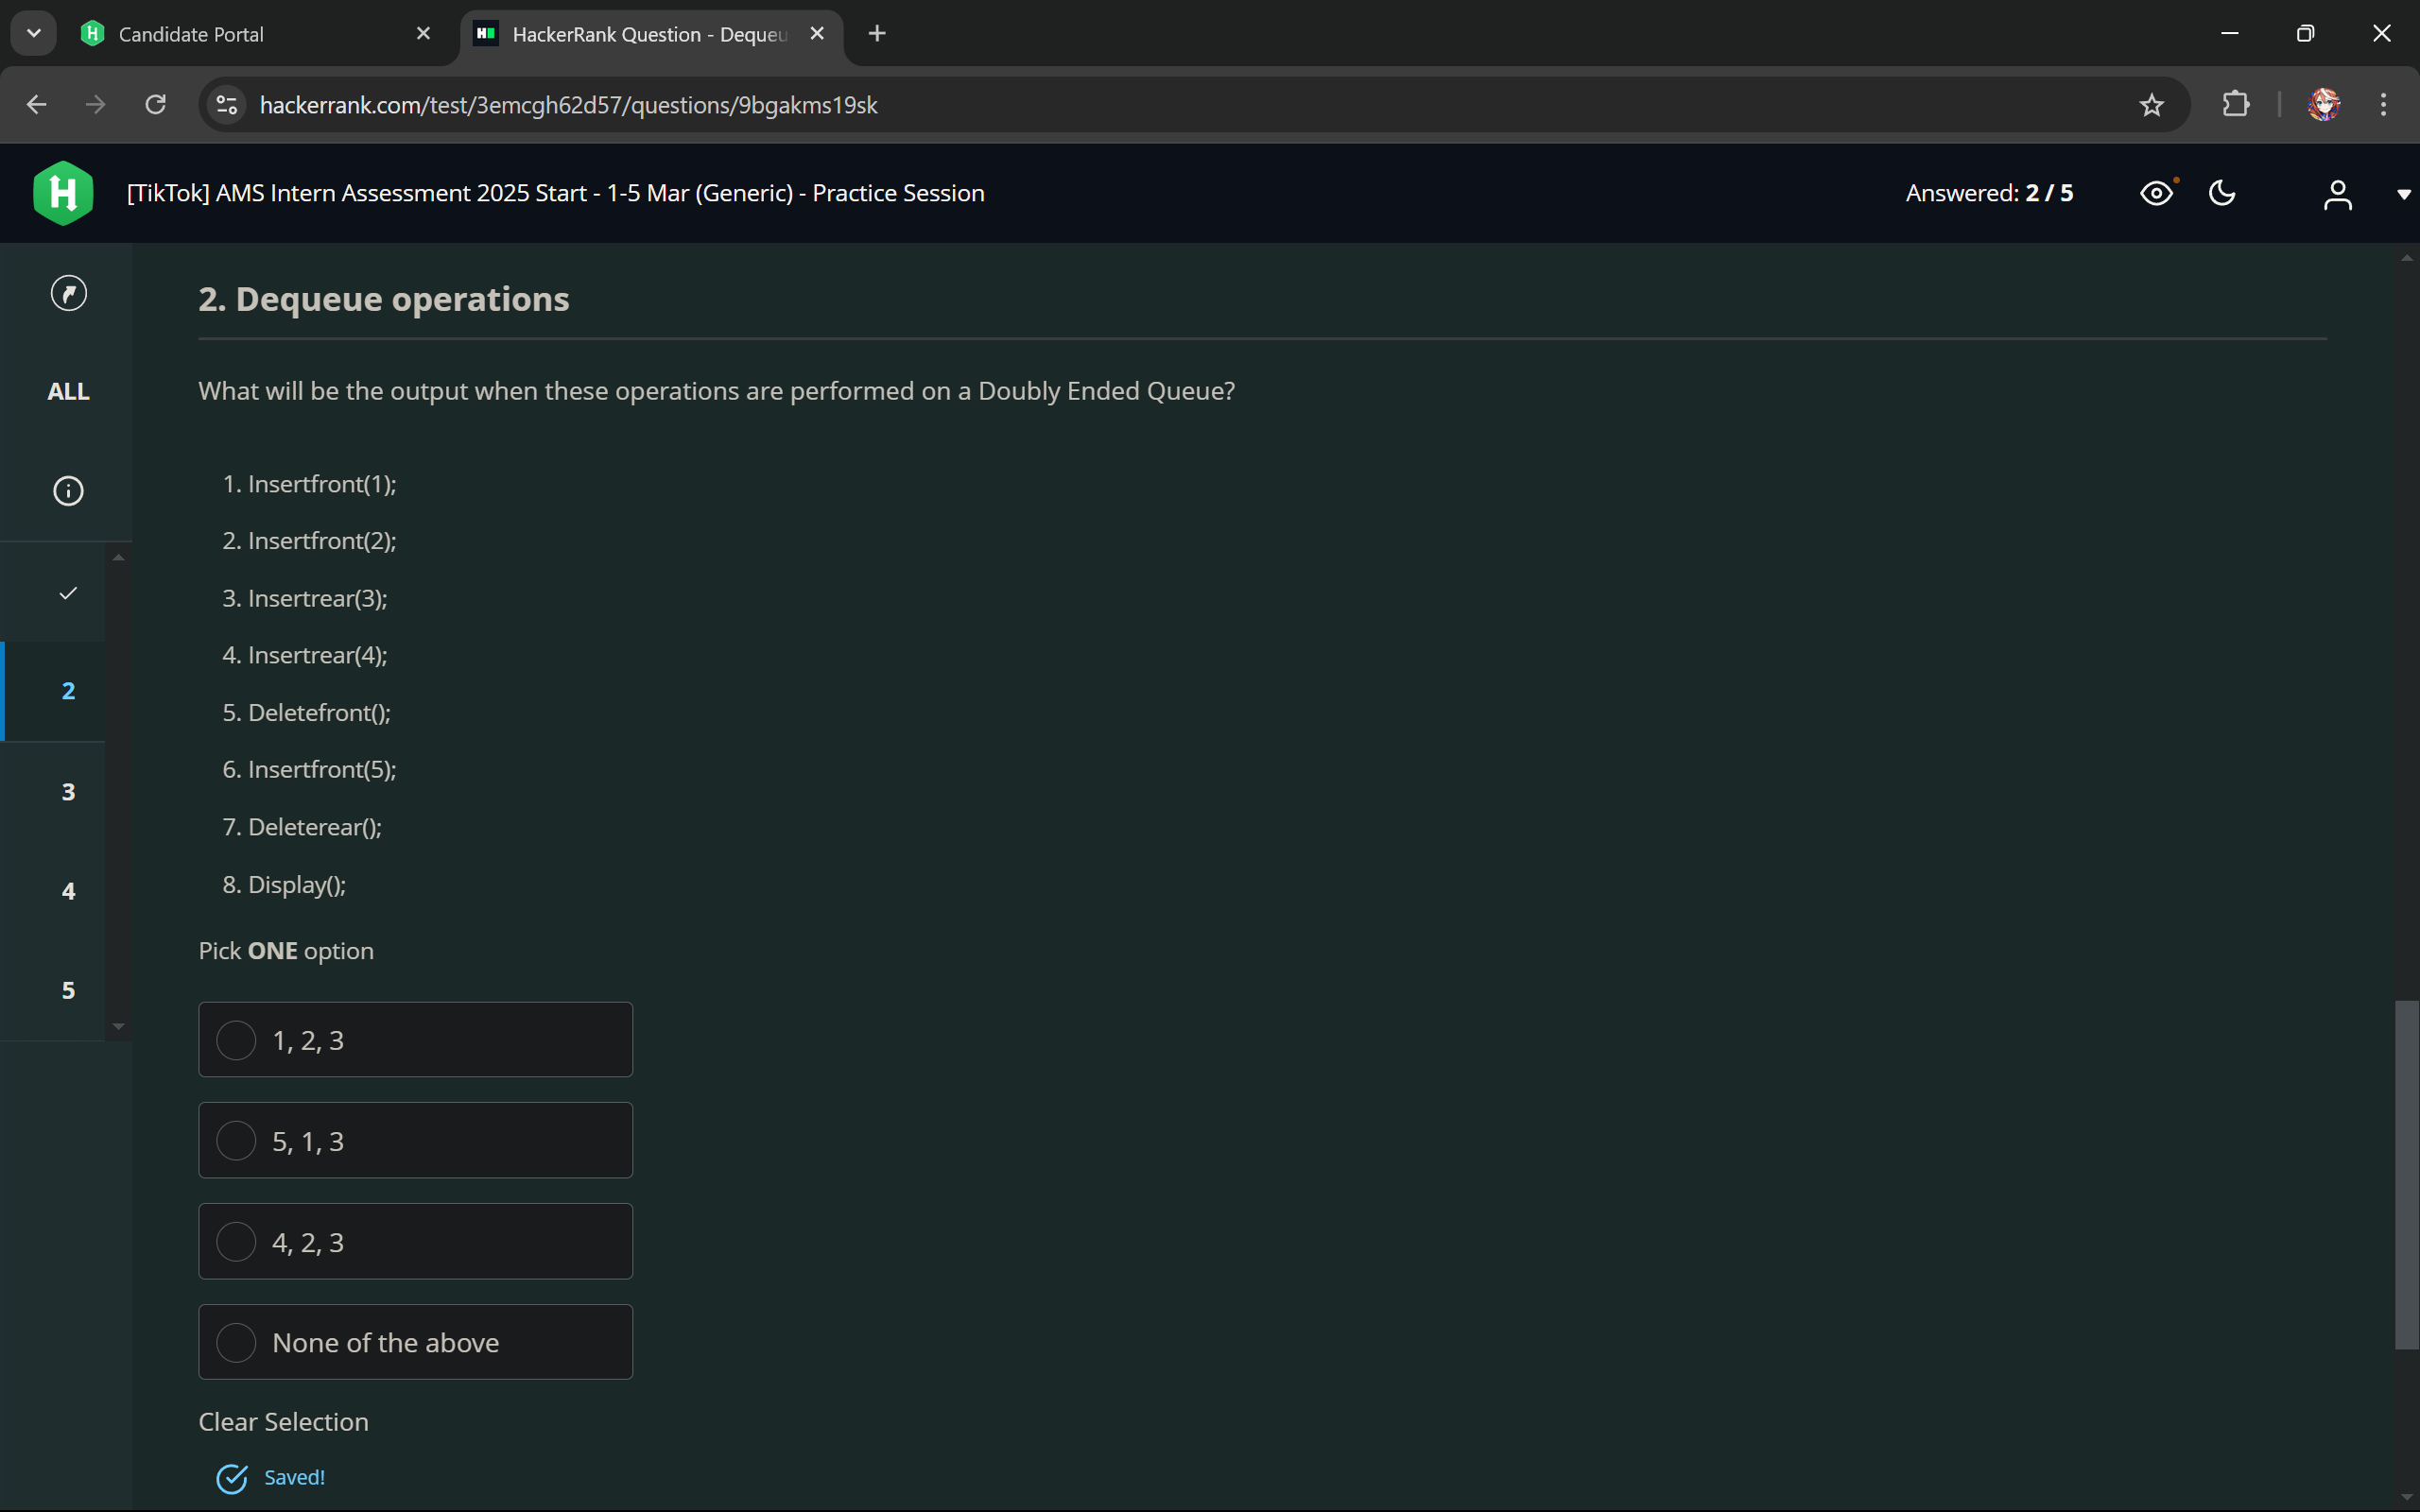 Candidate Portal
HackerRank Question - Dequeu
hackerrank.com/test/3emcgh62d57/questions/9bgakms19sk
[TikTok] AMS Intern Assessment 2025 Start - 1-5 Mar (Generic) - Practice Session
Answered: 2 / 5
ALL
2
3
4
5
2. Dequeue operations
What will be the output when these operations are performed on a Doubly Ended Queue?
1. Insertfront(1);
2. Insertfront(2);
3. Insertrear(3);
4. Insertrear(4);
5. Deletefront();
6. Insertfront(5);
7. Deleterear();
8. Display();
Pick ONE option
1, 2, 3
5, 1, 3
4, 2, 3
None of the above
Clear Selection
Saved!